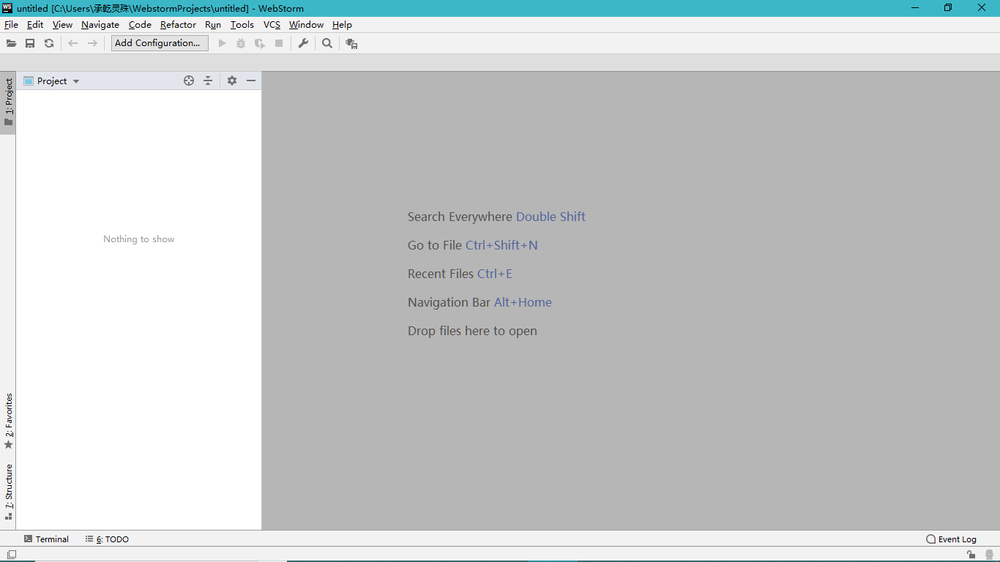 WS untitled [C:\Users\承乾灵殊\WebstormProjects\untitled] - WebStorm
File Edit View Navigate Code Refactor Run Tools VCS Window Help
Add Configuration...
1: Project
Project
Nothing to show
Search Everywhere Double Shift
Go to File Ctrl+Shift+N
Recent Files Ctrl+E
Navigation Bar Alt+Home
Drop files here to open
2: Favorites
7: Structure
Terminal 6: TODO Event Log